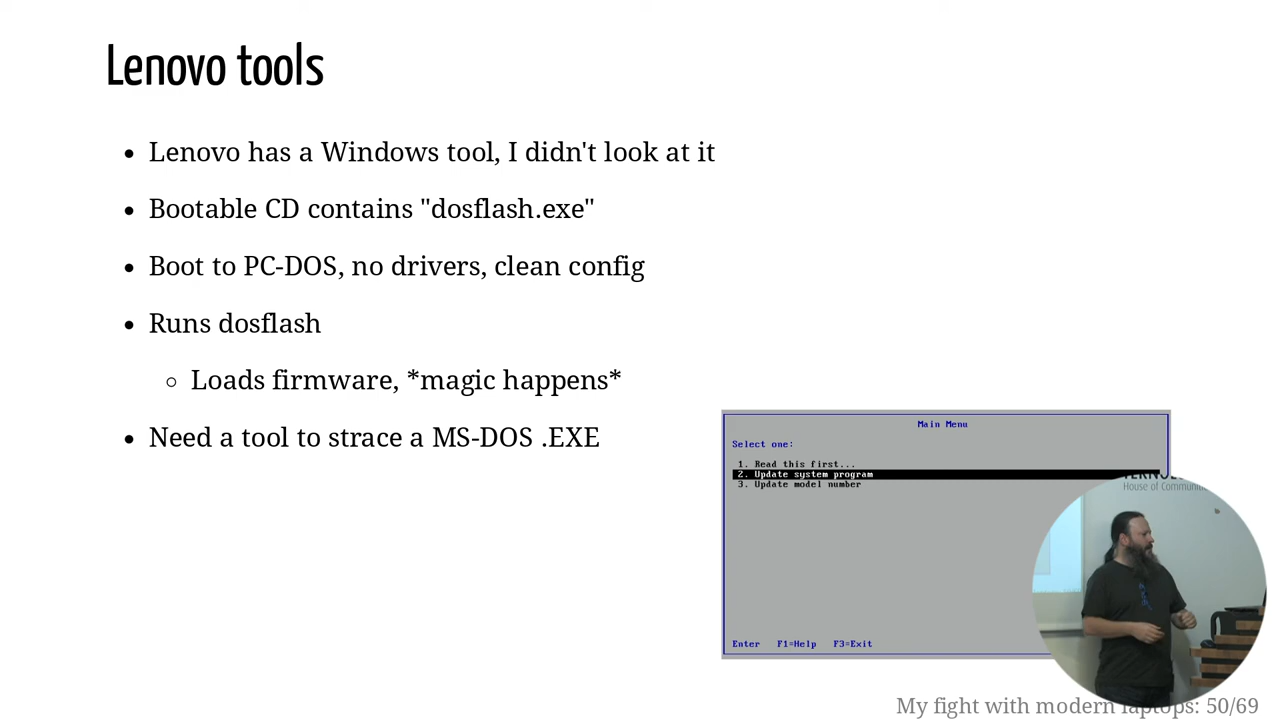 Lenovo tools
Lenovo has a Windows tool, I didn't look at it
Bootable CD contains "dosflash.exe"
Boot to PC-DOS, no drivers, clean config
Runs dosflash
Loads firmware, *magic happens*
Need a tool to strace a MS-DOS .EXE
Main Menu
Select one:
1. Read this first...
2. Update system program
3. Update model number
Enter F1=Help F3=Exit
House of
My fight with modern laptops: 50/69